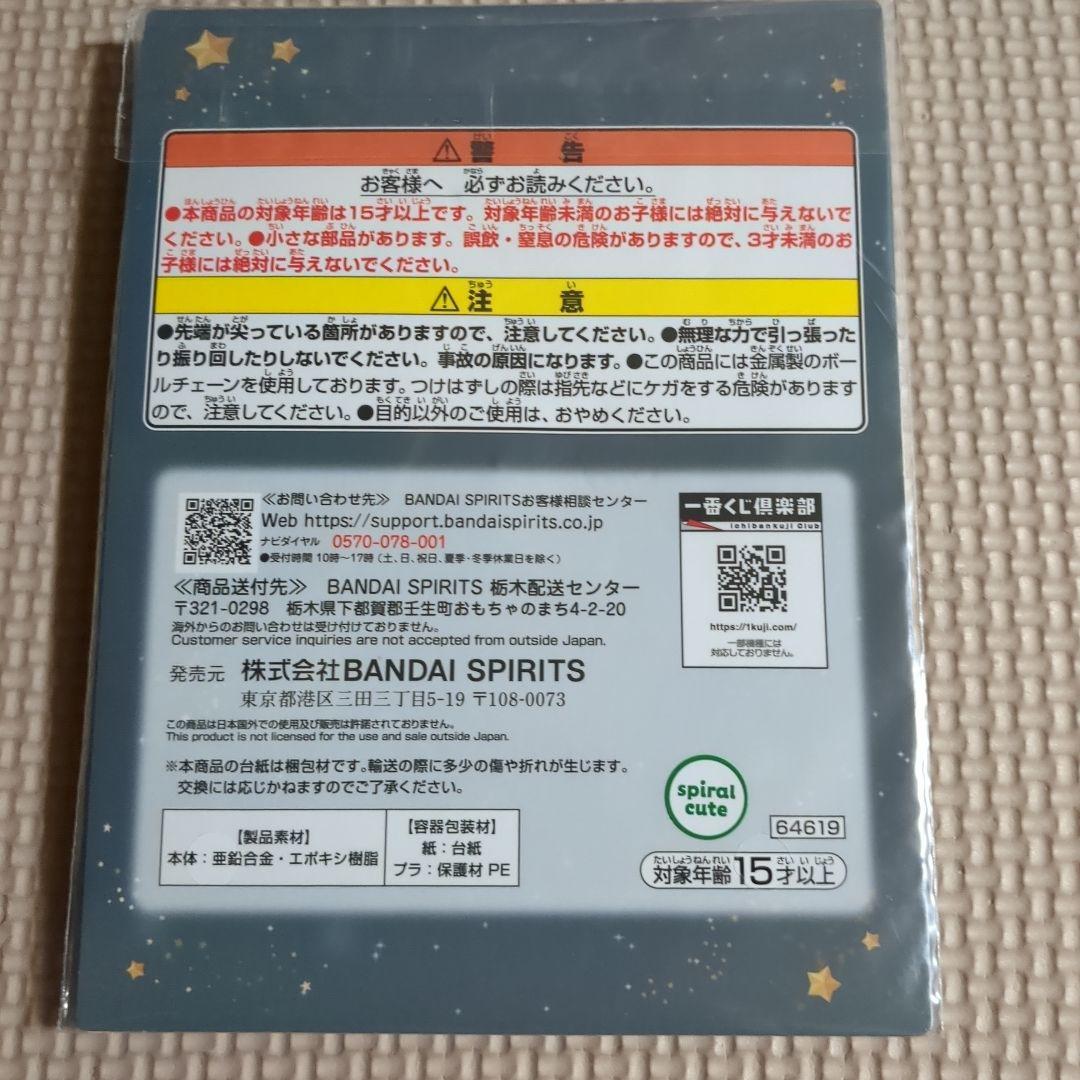 ⚠警告
お客様へ 必ずお読みください。
●本商品の対象年齢は15才以上です。対象年齢未満のお子様には絶対に与えないで
ください。●小さな部品があります。誤飲・窒息の危険がありますので、3才未満のお
子様には絶対に与えないでください。
⚠注意
●先端が尖っている箇所がありますので、注意してください。●無理な力で引っ張った
り振り回したりしないでください。事故の原因になります。●この商品には金属製のボー
ルチェーンを使用しております。つけはずしの際は指先などにケガをする危険があります
ので、注意してください。●目的以外のご使用は、おやめください。
≪お問い合わせ先≫ BANDAI SPIRITSお客様相談センター
Web https://support.bandaispirits.co.jp
ナビダイヤル 0570-078-001
●受付時間 10時〜17時(土、日、祝日、夏季・冬季休業日を除く)
≪商品送付先≫ BANDAI SPIRITS 栃木配送センター
〒321-0298 栃木県下都賀郡壬生町おもちゃのまち4-2-20
海外からのお問い合わせは受け付けておりません。
Customer service inquiries are not accepted from outside Japan.
発売元 株式会社BANDAI SPIRITS
東京都港区三田三丁目5-19 〒108-0073
この商品は日本国外での使用及び販売は許諾されておりません。
This product is not licensed for the use and sale outside Japan.
※本商品の台紙は梱包材です。輸送の際に多少の傷や折れが生じます。
交換には応じかねますのでご了承ください。
【製品素材】
本体:亜鉛合金・エポキシ樹脂
【容器包装材】
紙:台紙
プラ:保護材 PE
一番くじ倶楽部
Ichibankuji Club
https://1kuji.com/
一部機種には
対応しておりません。
spiral
cute
64619
対象年齢15才以上